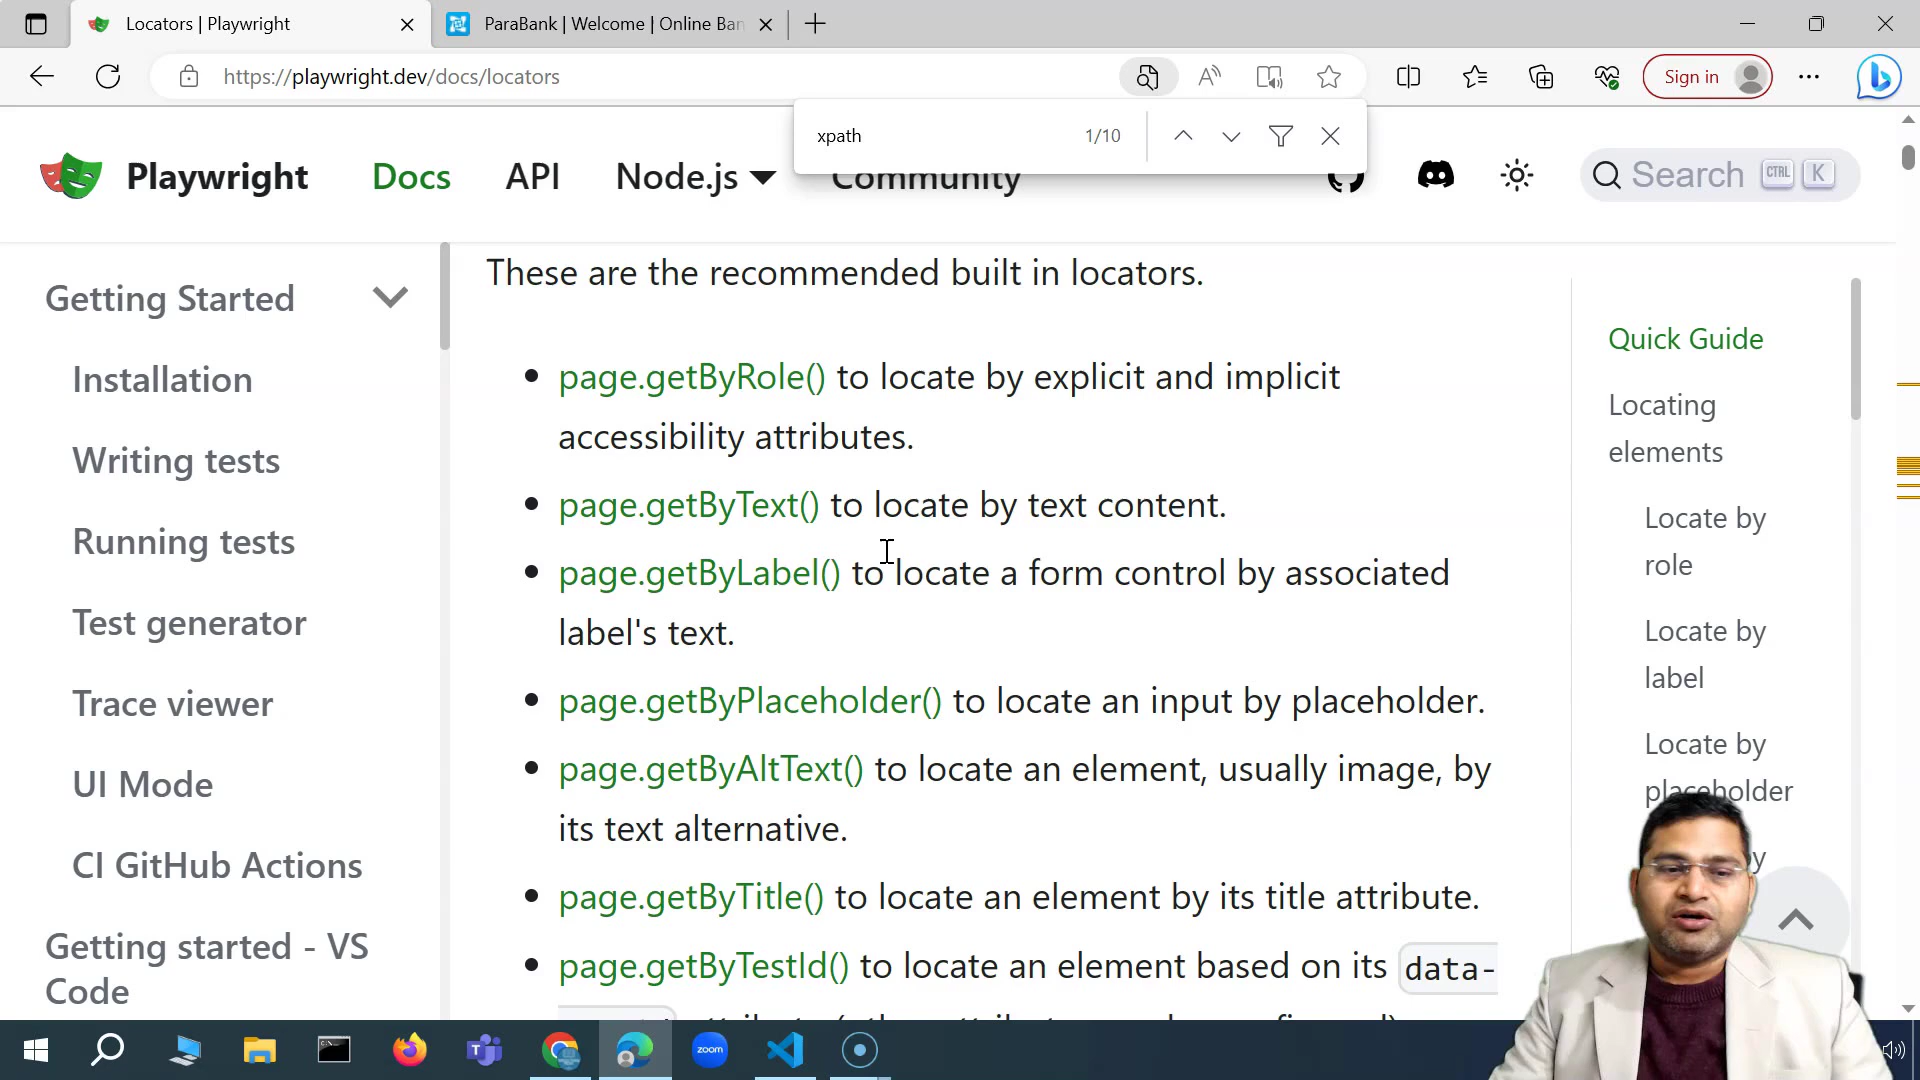 Locators | Playwright
ParaBank | Welcome | Online Ban
https://playwright.dev/docs/locators
Sign in
xpath 1/10
Playwright
Docs
API
Node.js
Community
Search CTRL K
These are the recommended built in locators.
Getting Started
Installation
Writing tests
Running tests
Test generator
Trace viewer
UI Mode
CI GitHub Actions
Getting started - VS
Code
page.getByRole() to locate by explicit and implicit
accessibility attributes.
page.getByText() to locate by text content.
page.getByLabel() to locate a form control by associated
label's text.
page.getByPlaceholder() to locate an input by placeholder.
page.getByAltText() to locate an element, usually image, by
its text alternative.
page.getByTitle() to locate an element by its title attribute.
page.getByTestId() to locate an element based on its data-
Quick Guide
Locating
elements
Locate by
role
Locate by
label
Locate by
placeholder
zoom